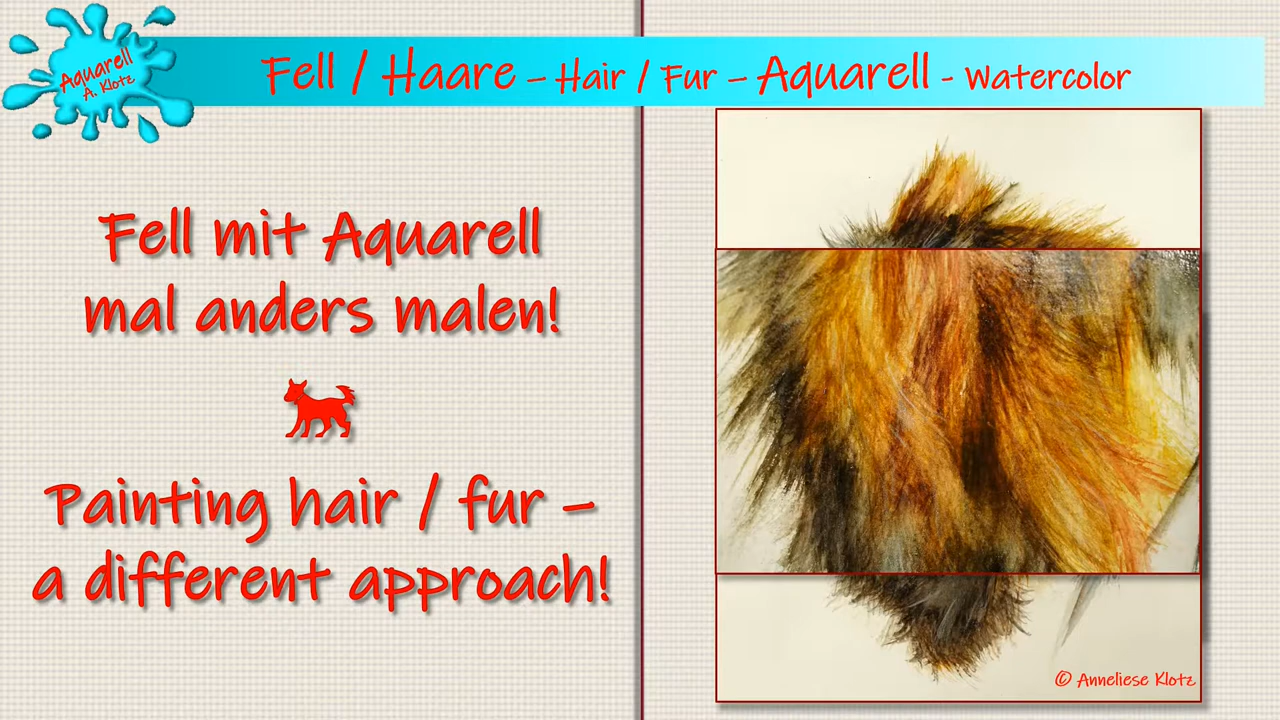 Aquarell
A. Klotz
Fell / Haare – Hair / Fur – Aquarell - Watercolor
Fell mit Aquarell
mal anders malen!
Painting hair / fur –
a different approach!
© Anneliese Klotz